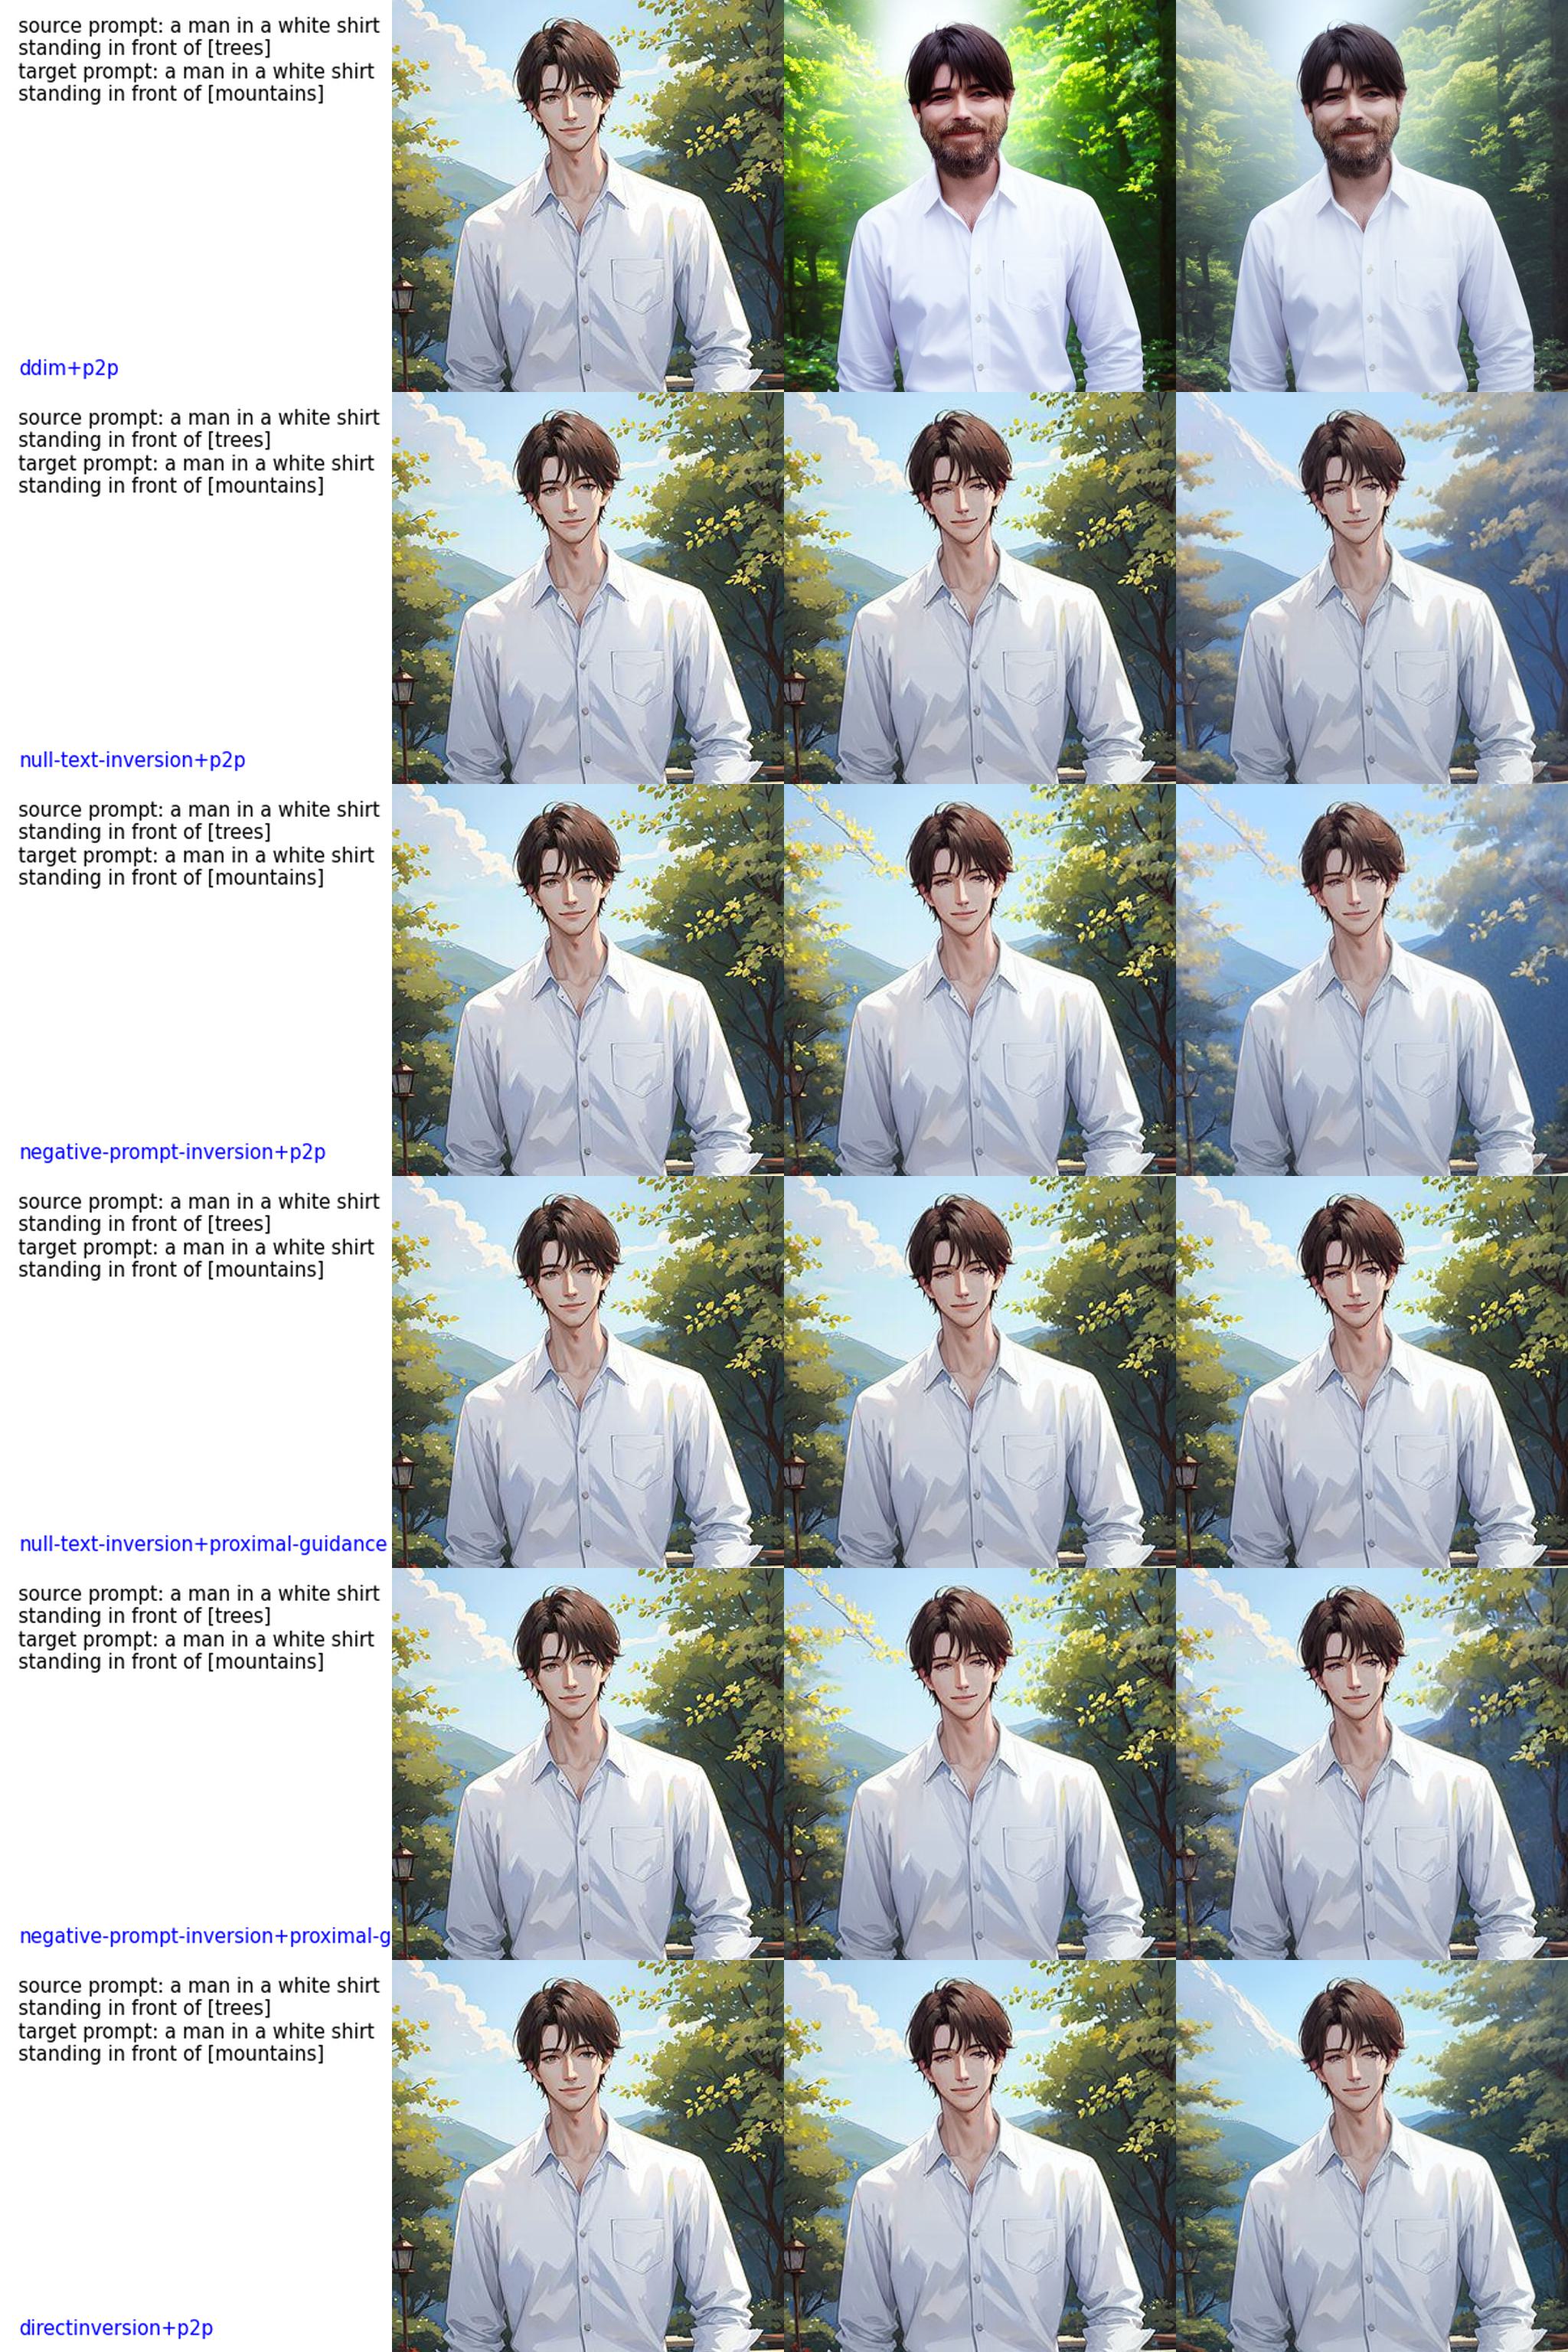 source prompt: a man in a white shirt
standing in front of [trees]
target prompt: a man in a white shirt
standing in front of [mountains]
ddim+p2p
source prompt: a man in a white shirt
standing in front of [trees]
target prompt: a man in a white shirt
standing in front of [mountains]
null-text-inversion+p2p
source prompt: a man in a white shirt
standing in front of [trees]
target prompt: a man in a white shirt
standing in front of [mountains]
negative-prompt-inversion+p2p
source prompt: a man in a white shirt
standing in front of [trees]
target prompt: a man in a white shirt
standing in front of [mountains]
null-text-inversion+proximal-guidance
source prompt: a man in a white shirt
standing in front of [trees]
target prompt: a man in a white shirt
standing in front of [mountains]
negative-prompt-inversion+proximal-g
source prompt: a man in a white shirt
standing in front of [trees]
target prompt: a man in a white shirt
standing in front of [mountains]
directinversion+p2p